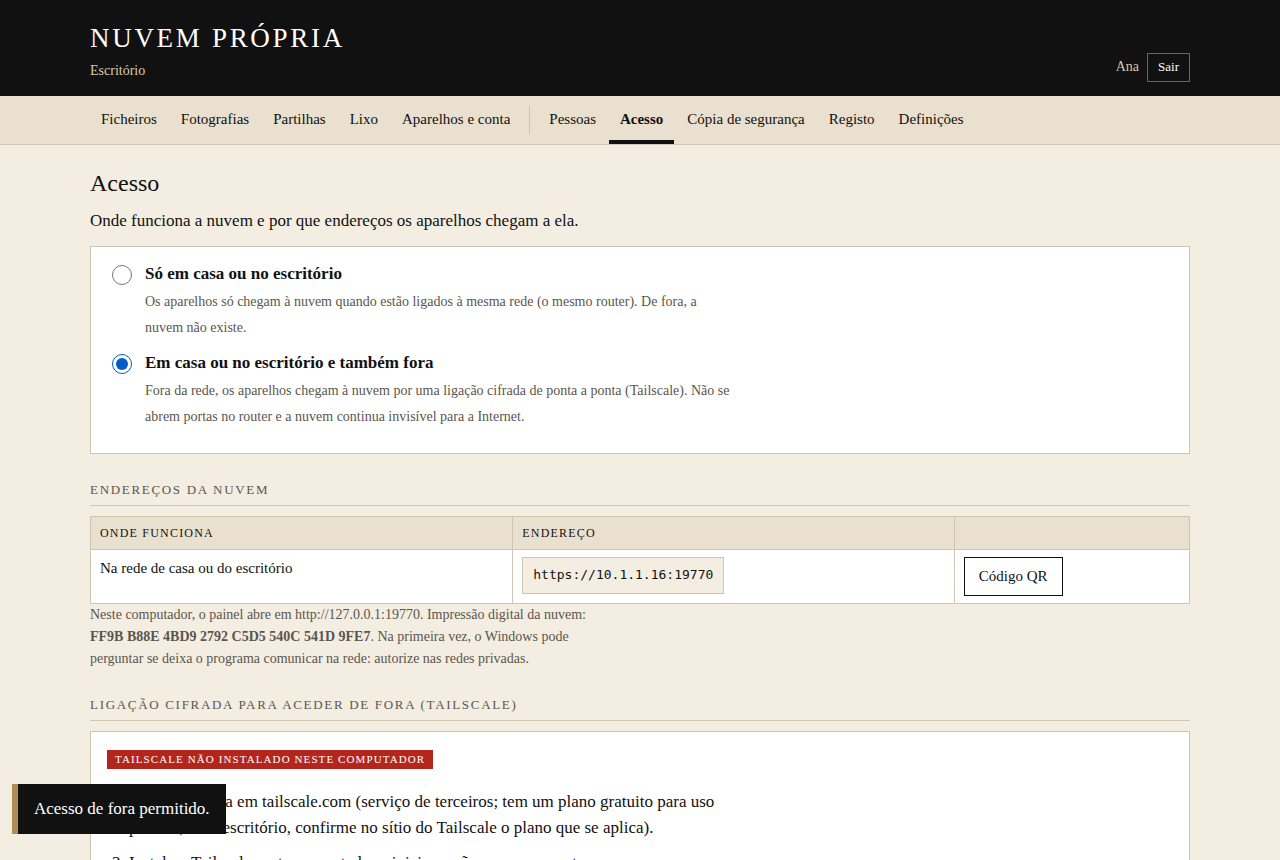 NUVEM PRÓPRIA
Escritório
Ana
Sair
Ficheiros Fotografias Partilhas Lixo Aparelhos e conta Pessoas Acesso Cópia de segurança Registo Definições
Acesso
Onde funciona a nuvem e por que endereços os aparelhos chegam a ela.
Só em casa ou no escritório
Os aparelhos só chegam à nuvem quando estão ligados à mesma rede (o mesmo router). De fora, a
nuvem não existe.
Em casa ou no escritório e também fora
Fora da rede, os aparelhos chegam à nuvem por uma ligação cifrada de ponta a ponta (Tailscale). Não se
abrem portas no router e a nuvem continua invisível para a Internet.
ENDEREÇOS DA NUVEM
ONDE FUNCIONA ENDEREÇO
Na rede de casa ou do escritório https://10.1.1.16:19770 Código QR
Neste computador, o painel abre em http://127.0.0.1:19770. Impressão digital da nuvem:
FF9B B88E 4BD9 2792 C5D5 540C 541D 9FE7. Na primeira vez, o Windows pode
perguntar se deixa o programa comunicar na rede: autorize nas redes privadas.
LIGAÇÃO CIFRADA PARA ACEDER DE FORA (TAILSCALE)
TAILSCALE NÃO INSTALADO NESTE COMPUTADOR
a em tailscale.com (serviço de terceiros; tem um plano gratuito para uso
escritório, confirme no sítio do Tailscale o plano que se aplica).
Acesso de fora permitido.